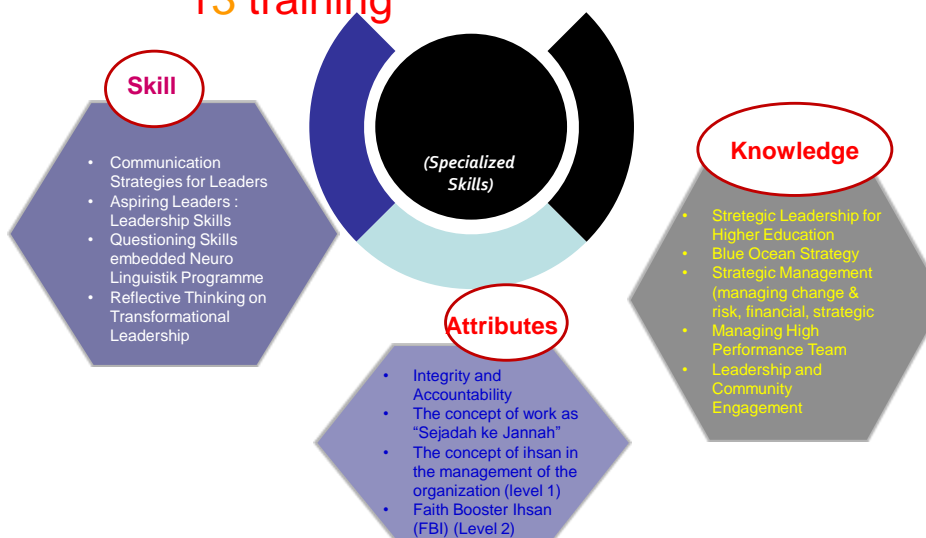 13 training
Skill
• Communication
Strategies for Leaders
• Aspiring Leaders :
Leadership Skills
• Questioning Skills
embedded Neuro
Linguistik Programme
• Reflective Thinking on
Transformational
Leadership
(Specialized
Skills)
Knowledge
• Stretegic Leadership for
Higher Education
• Blue Ocean Strategy
• Strategic Management
(managing change &
risk, financial, strategic
• Managing High
Performance Team
• Leadership and
Community
Engagement
Attributes
• Integrity and
Accountability
• The concept of work as
“Sejadah ke Jannah”
• The concept of ihsan in
the management of the
organization (level 1)
• Faith Booster Ihsan
(FBI) (Level 2)